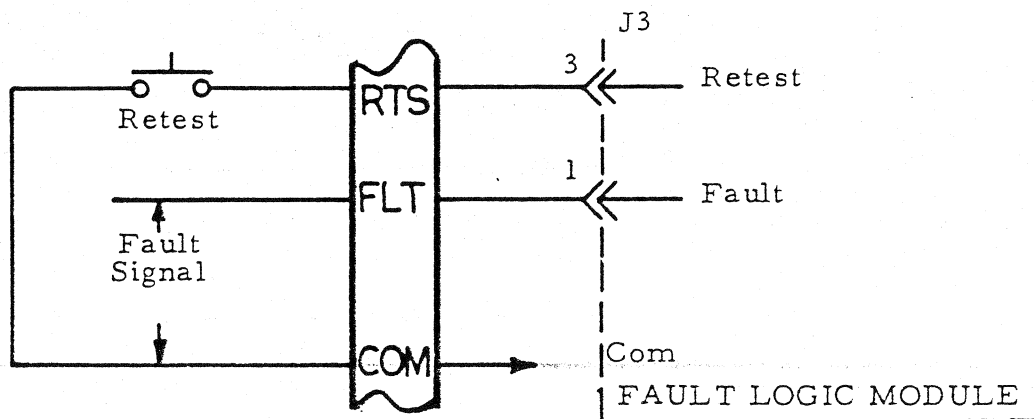 J3
3
Retest
RTS
Retest
1
FLT
Fault
Fault
Signal
COM
Com
FAULT LOGIC MODULE